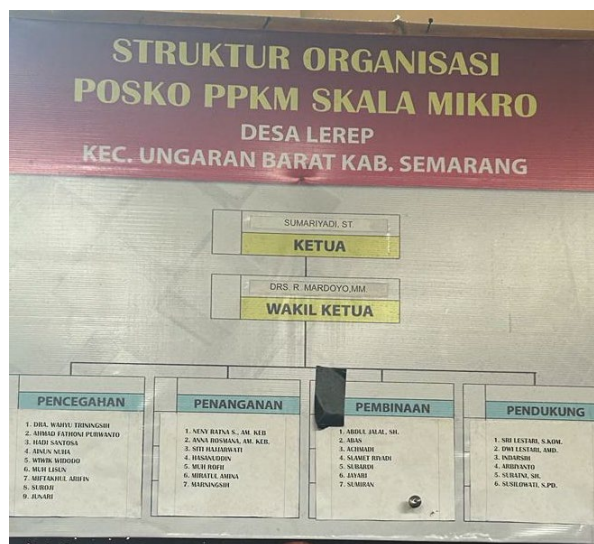 STRUKTUR ORGANISASI
POSKO PPKM SKALA MIKRO
DESA LEREP
KEC. UNGARAN BARAT KAB. SEMARANG
SUMARIYADI, ST
KETUA
DRS. R. MARDOYO,MM
WAKIL KETUA
PENCEGAHAN
1. DRA. WAHYU TRININGSIH
2. AHMAD FATHONI PURWANTO
3. HADI SANTOSA
4. AINUN NUHA
5. WIWIK WIDODO
6. MUH LISUN
7. MIFTAKHUL ARIFIN
8. SUROJI
9. JUNARI
PENANGANAN
1. NENY RATNA S., AM. KEB
2. ANNA ROSMANA, AM. KEB.
3. SITI HAJJARWATI
4. HASANUDDIN
5. MUH ROFII
6. MIRATUL AMINA
7. MARNINGSIH
PEMBINAAN
1. ABDUL JALAL, SH.
2. ABAS
3. ACHMADI
4. SLAMET RIYADI
5. SUBARDI
6. JAYARI
7. SUMIRAN
PENDUKUNG
1. SRI LESTARI, S.KOM.
2. DWI LESTARI, AMD.
3. INDARSIH
4. ARBIYANTO
5. SURATNI, SH.
6. SUSILOWATI, S.PD.